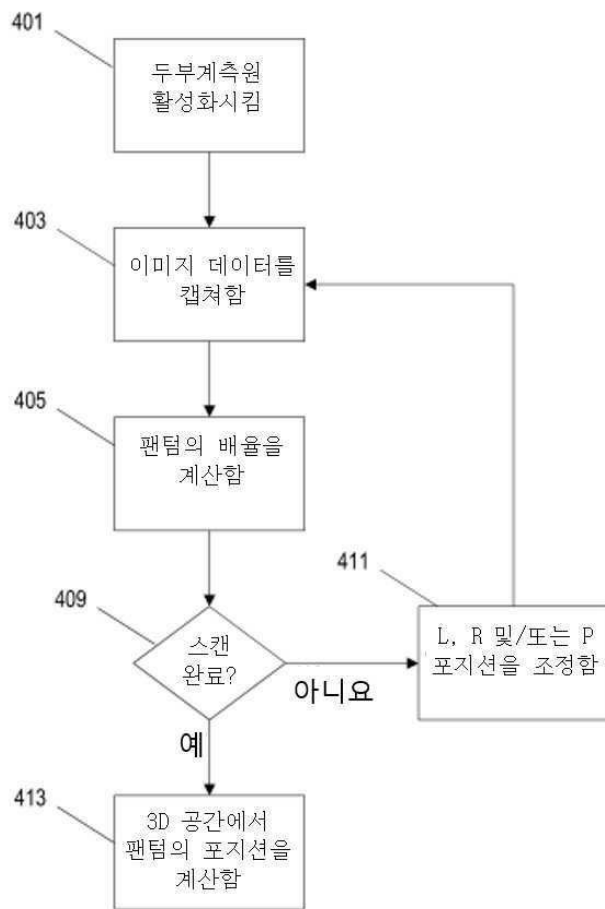 401
두부계측원
활성화시킴
403
이미지 데이터를
캡쳐함
405
팬텀의 배율을
계산함
409
스캔
완료?
아니요
411
L, R 및/또는 P
포지션을 조정함
예
413
3D 공간에서
팬텀의 포지션을
계산함